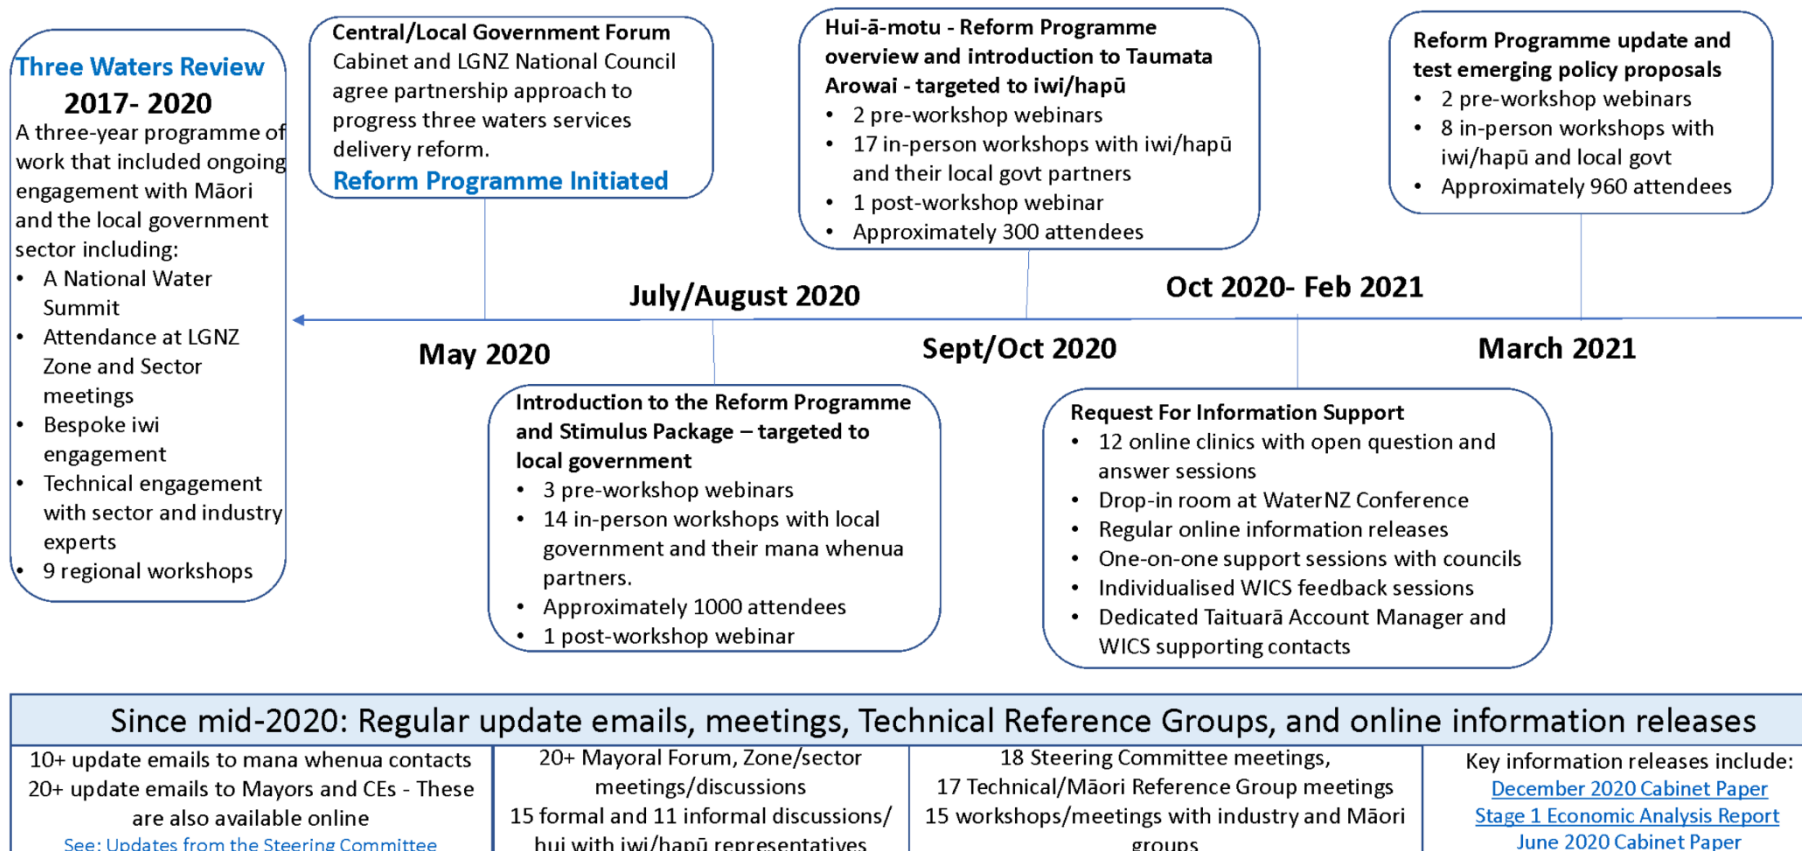 Three Waters Review
2017- 2020
A three-year programme of
work that included ongoing
engagement with Māori
and the local government
sector including:
• A National Water
Summit
• Attendance at LGNZ
Zone and Sector
meetings
• Bespoke iwi
engagement
• Technical engagement
with sector and industry
experts
• 9 regional workshops
Central/Local Government Forum
Cabinet and LGNZ National Council
agree partnership approach to
progress three waters services
delivery reform.
Reform Programme Initiated
Hui-ā-motu - Reform Programme
overview and introduction to Taumata
Arowai - targeted to iwi/hapū
• 2 pre-workshop webinars
• 17 in-person workshops with iwi/hapū
and their local govt partners
• 1 post-workshop webinar
• Approximately 300 attendees
Reform Programme update and
test emerging policy proposals
• 2 pre-workshop webinars
• 8 in-person workshops with
iwi/hapū and local govt
• Approximately 960 attendees
July/August 2020
Oct 2020- Feb 2021
May 2020
Sept/Oct 2020
March 2021
Introduction to the Reform Programme
and Stimulus Package – targeted to
local government
• 3 pre-workshop webinars
• 14 in-person workshops with local
government and their mana whenua
partners.
• Approximately 1000 attendees
• 1 post-workshop webinar
Request For Information Support
• 12 online clinics with open question and
answer sessions
• Drop-in room at WaterNZ Conference
• Regular online information releases
• One-on-one support sessions with councils
• Individualised WICS feedback sessions
• Dedicated Taituarā Account Manager and
WICS supporting contacts
Since mid-2020: Regular update emails, meetings, Technical Reference Groups, and online information releases
10+ update emails to mana whenua contacts
20+ update emails to Mayors and CEs - These
are also available online
See: Updates from the Steering Committee
20+ Mayoral Forum, Zone/sector
meetings/discussions
15 formal and 11 informal discussions/
hui with iwi/hapū representatives
18 Steering Committee meetings,
17 Technical/Māori Reference Group meetings
15 workshops/meetings with industry and Māori
groups
Key information releases include:
December 2020 Cabinet Paper
Stage 1 Economic Analysis Report
June 2020 Cabinet Paper